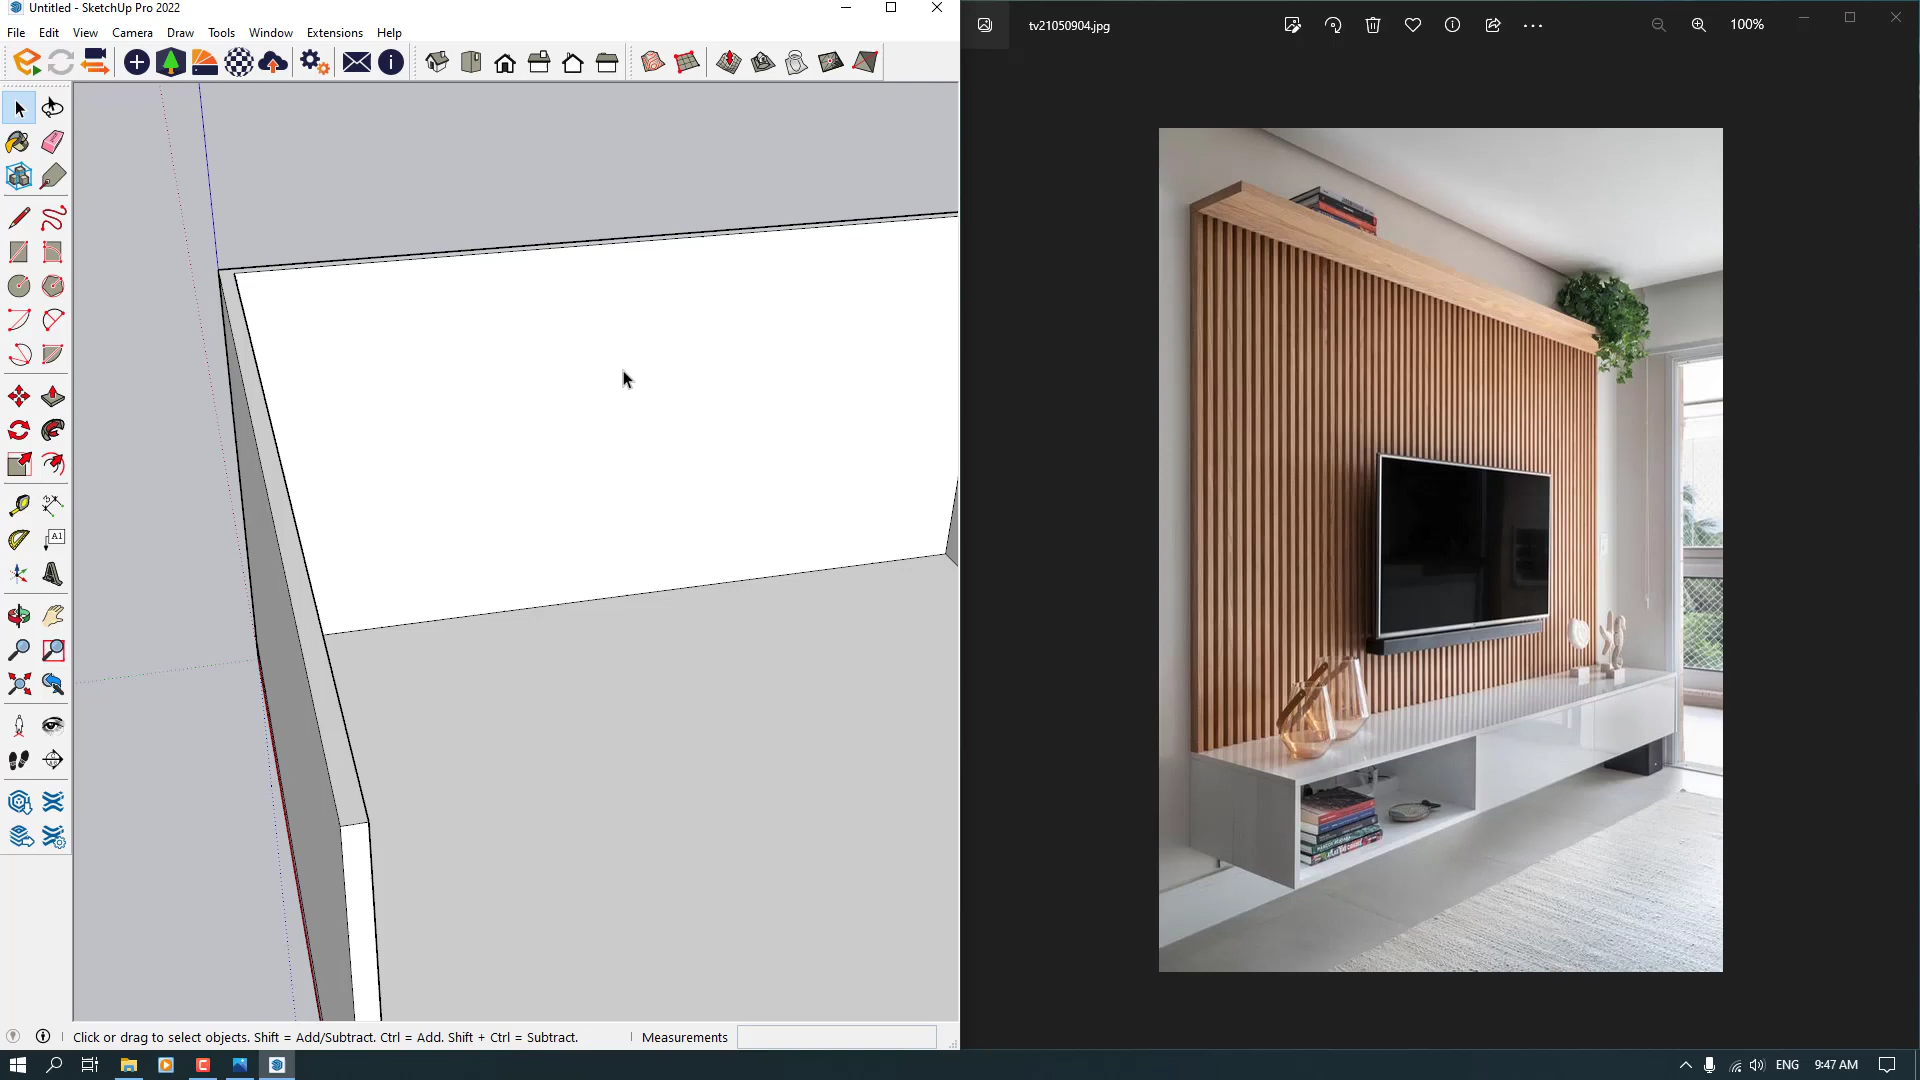 Untitled - SketchUp Pro 2022
File Edit View Camera Draw Tools Window Extensions Help
tv21050904.jpg
100%
A1
Click or drag to select objects. Shift = Add/Subtract. Ctrl = Add. Shift + Ctrl = Subtract.
Measurements
ENG
9:47 AM